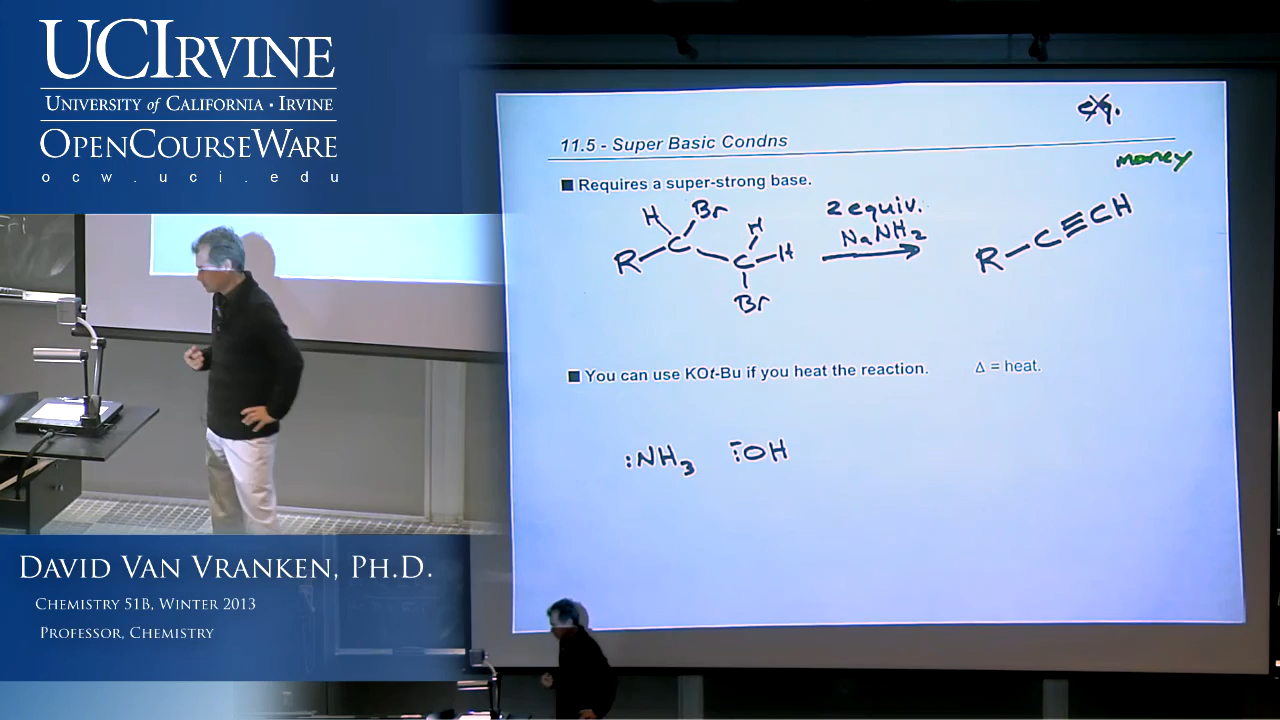 UCIRVINE
UNIVERSITY of CALIFORNIA • IRVINE
OPENCOURSEWARE
ocw.uci.edu
11.5 - Super Basic Condns
money
■ Requires a super-strong base.
H Br
R C C H H
Br
2 equiv.
NaNH2
R-C≡CH
■ You can use KOt-Bu if you heat the reaction. Δ = heat.
:NH3 :OH
DAVID VAN VRANKEN, PH.D.
CHEMISTRY 51B, WINTER 2013
PROFESSOR, CHEMISTRY